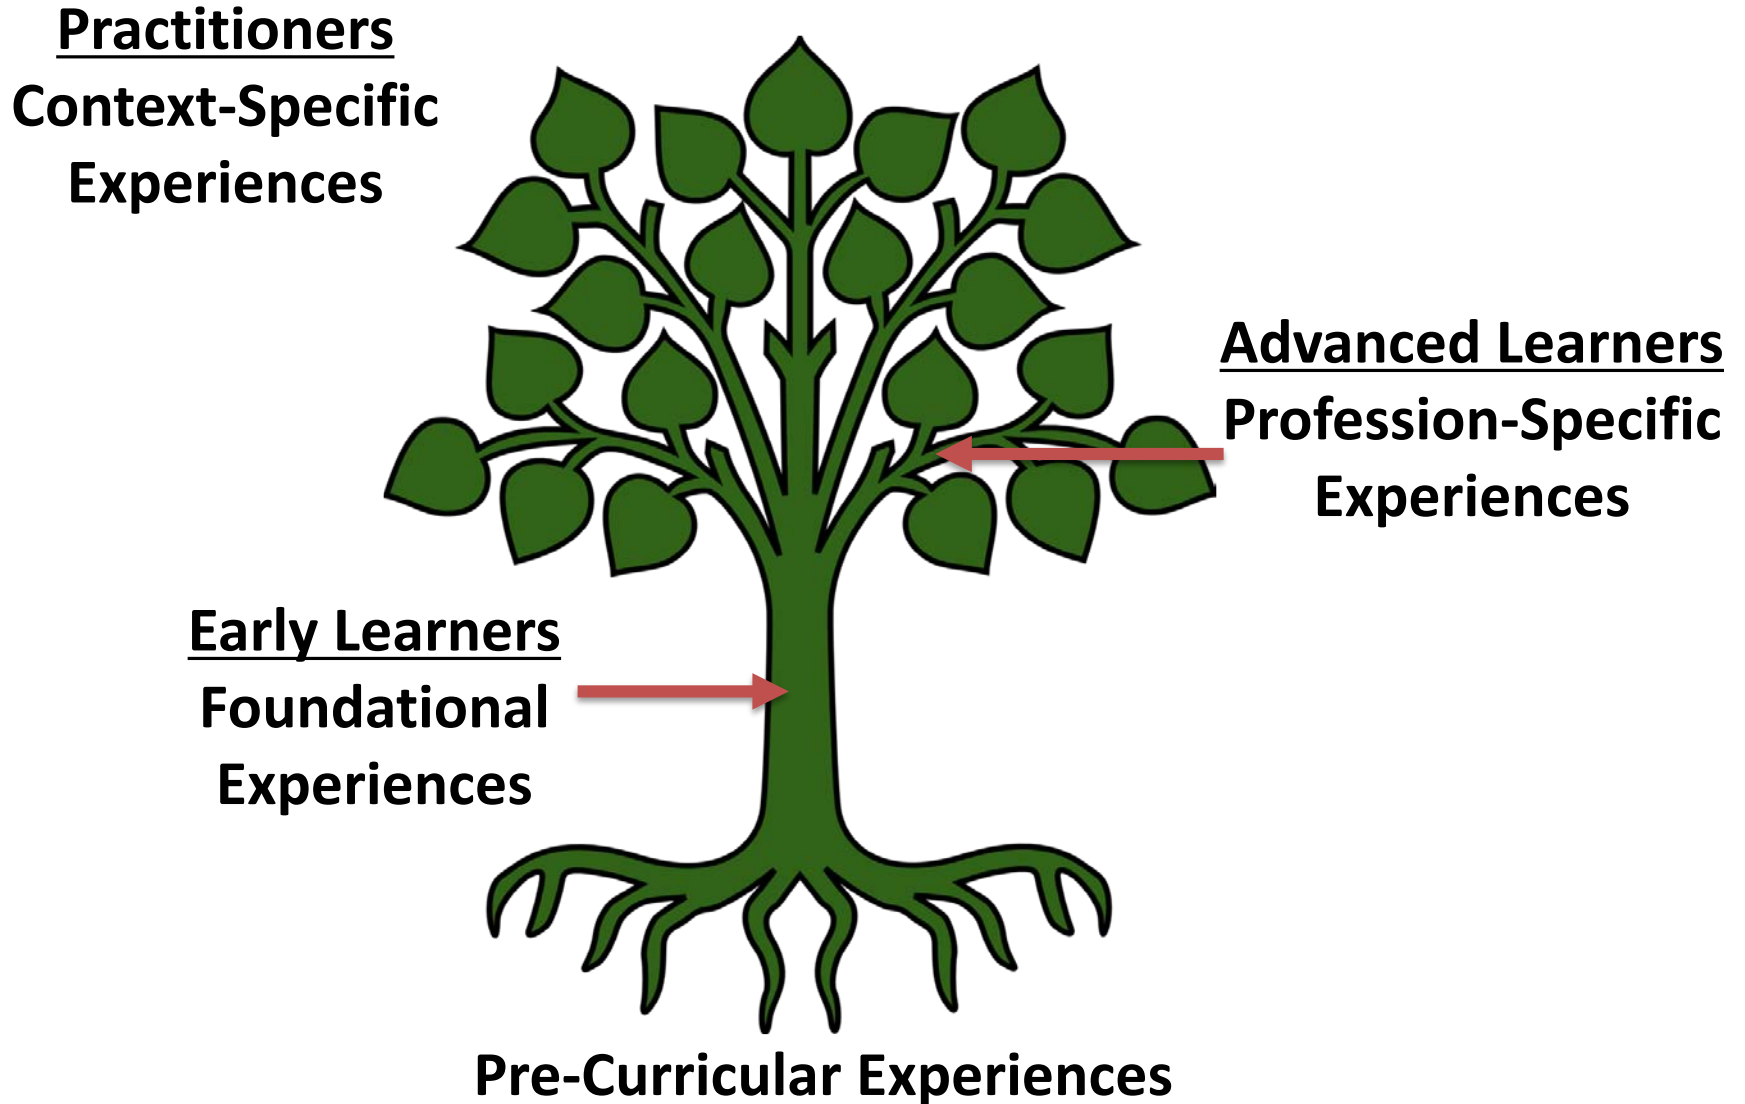 Practitioners
Context-Specific
Experiences
Advanced Learners
Profession-Specific
Experiences
Early Learners
Foundational
Experiences
Pre-Curricular Experiences